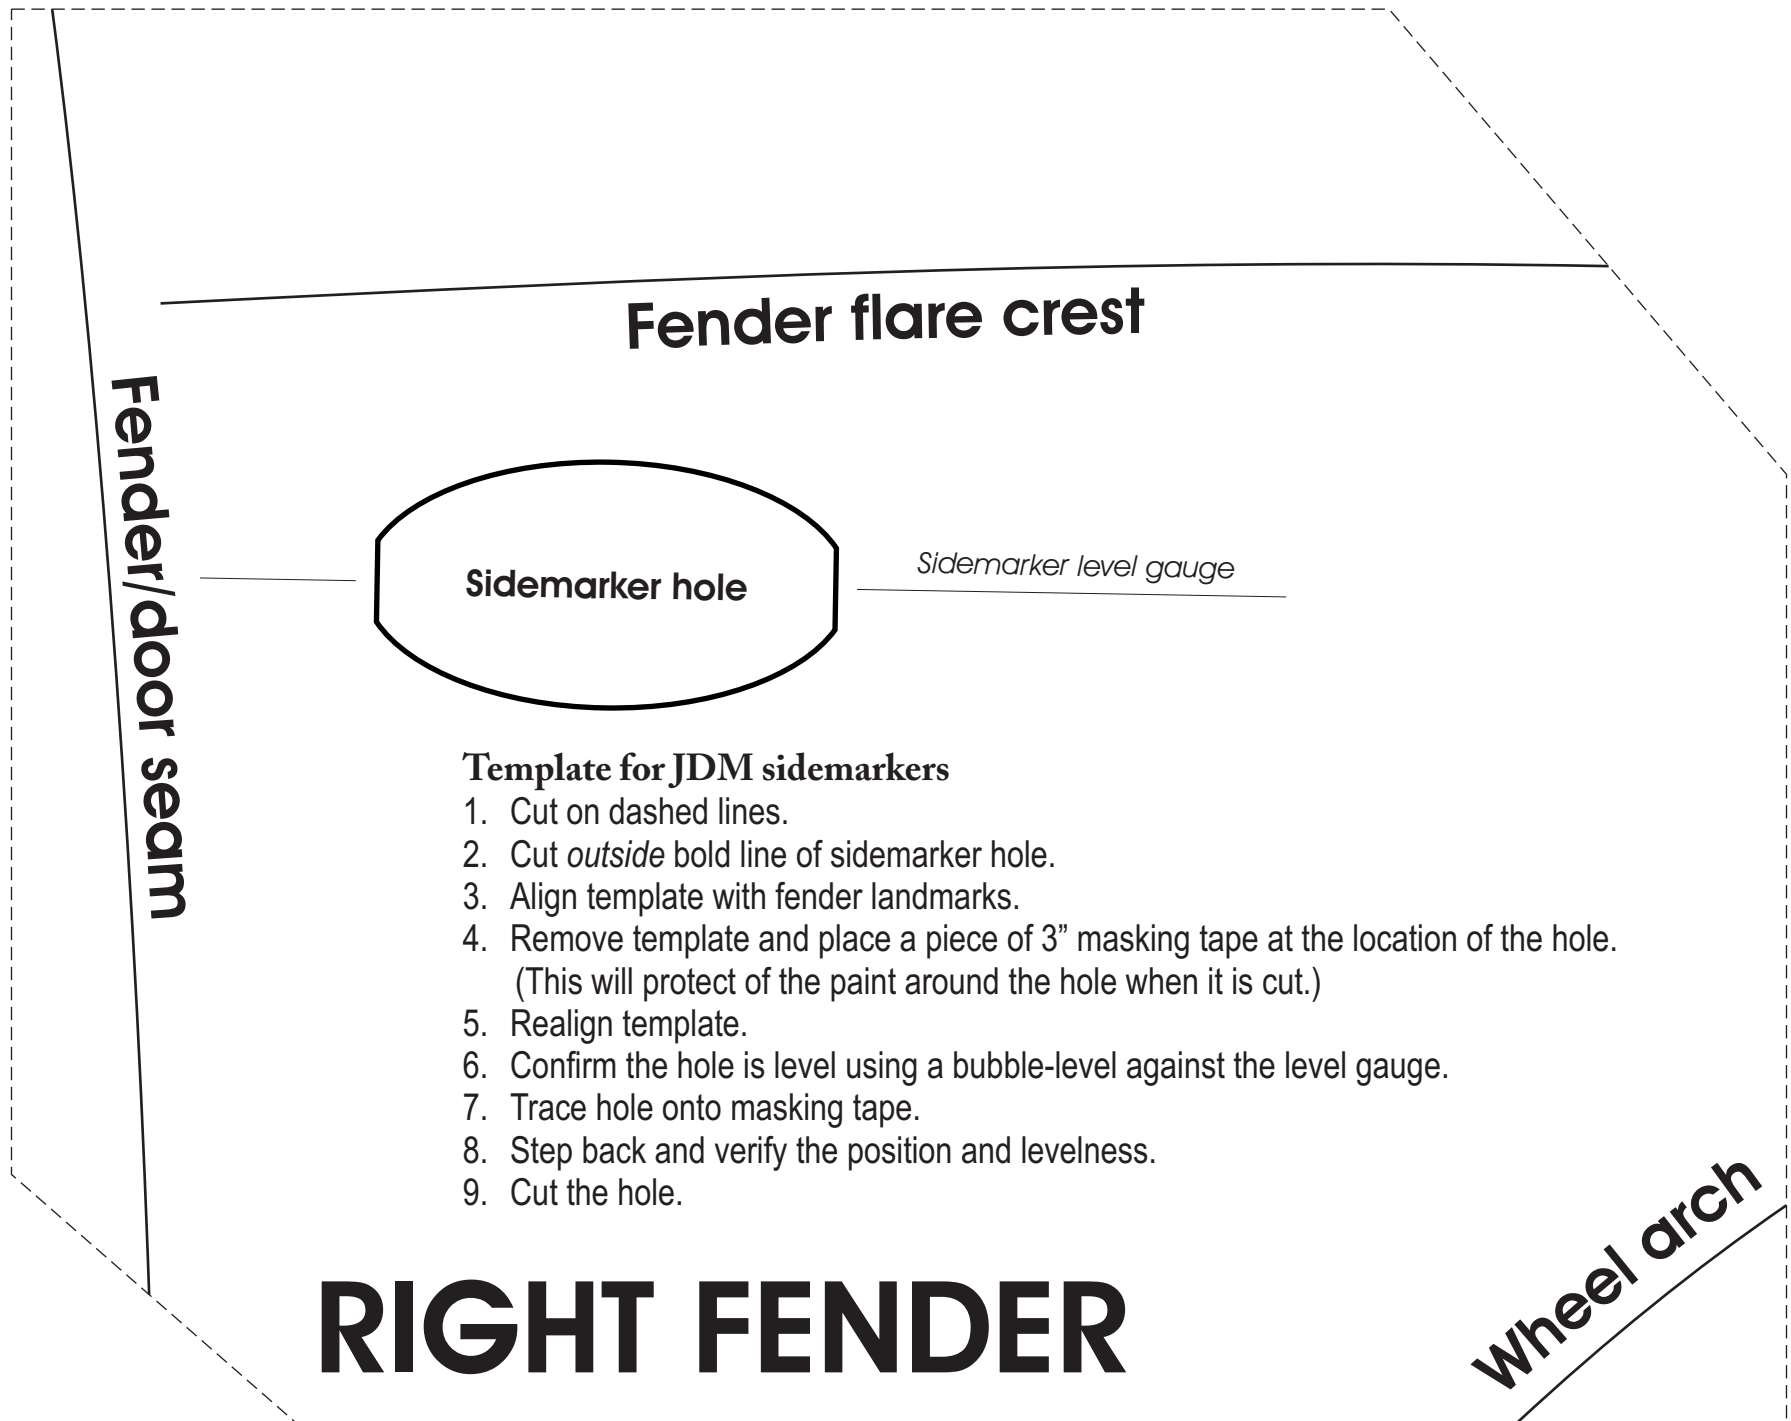 Fender flare crest
Fender/door seam
Sidemarker hole
Sidemarker level gauge
Template for JDM sidemarkers
1. Cut on dashed lines.
2. Cut outside bold line of sidemarker hole.
3. Align template with fender landmarks.
4. Remove template and place a piece of 3” masking tape at the location of the hole.
(This will protect of the paint around the hole when it is cut.)
5. Realign template.
6. Confirm the hole is level using a bubble-level against the level gauge.
7. Trace hole onto masking tape.
8. Step back and verify the position and levelness.
9. Cut the hole.
Wheel arch
RIGHT FENDER